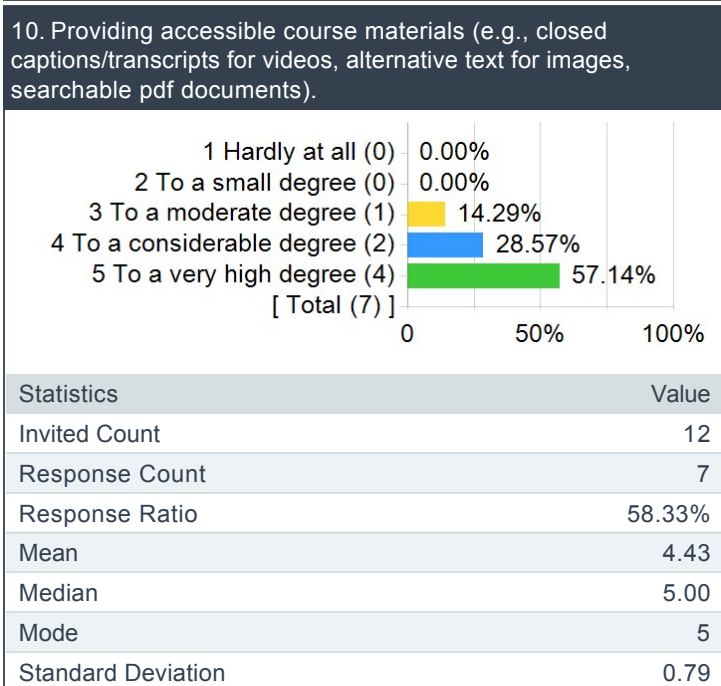 10. Providing accessible course materials (e.g., closed
captions/transcripts for videos, alternative text for images,
searchable pdf documents).
1 Hardly at all (0) 0.00%
2 To a small degree (0) 0.00%
3 To a moderate degree (1) 14.29%
4 To a considerable degree (2) 28.57%
5 To a very high degree (4) 57.14%
[ Total (7) ]
0 50% 100%
Statistics Value
Invited Count 12
Response Count 7
Response Ratio 58.33%
Mean 4.43
Median 5.00
Mode 5
Standard Deviation 0.79